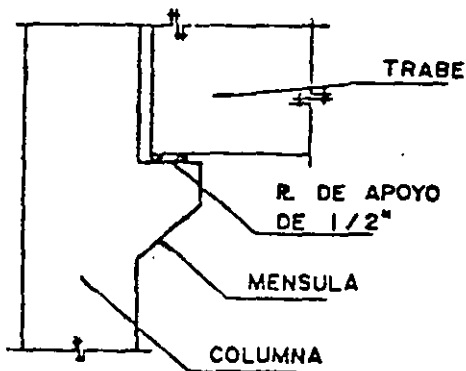 TRABE
R. DE APOYO
DE 1/2"
MENSULA
COLUMNA